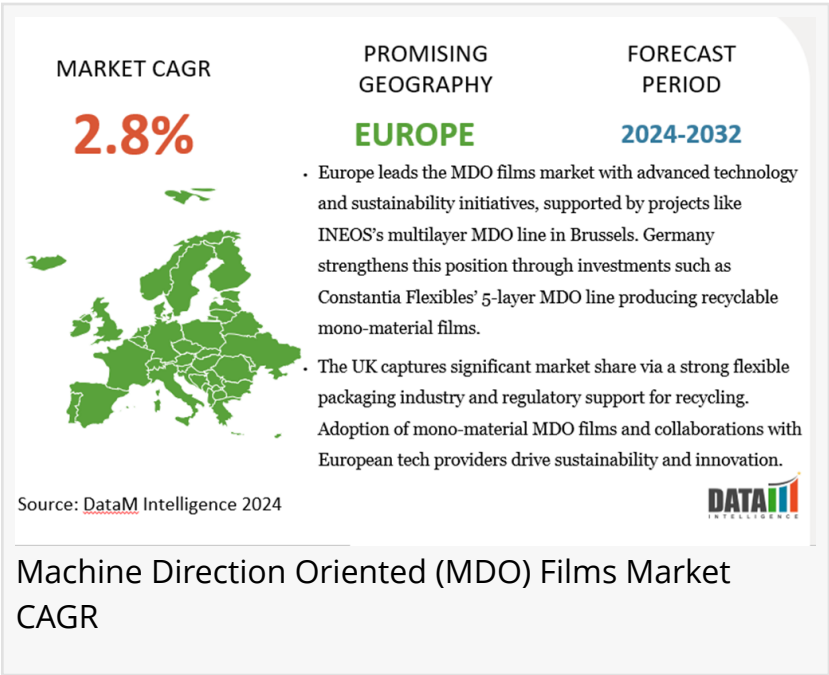 MARKET CAGR
2.8%
PROMISING
GEOGRAPHY
EUROPE
FORECAST
PERIOD
2024-2032
• Europe leads the MDO films market with advanced technology
and sustainability initiatives, supported by projects like
INEOS’s multilayer MDO line in Brussels. Germany
strengthens this position through investments such as
Constantia Flexibles’ 5-layer MDO line producing recyclable
mono-material films.
• The UK captures significant market share via a strong flexible
packaging industry and regulatory support for recycling.
Adoption of mono-material MDO films and collaborations with
European tech providers drive sustainability and innovation.
Source: DataM Intelligence 2024
DATAM
INTELLIGENCE
Machine Direction Oriented (MDO) Films Market
CAGR